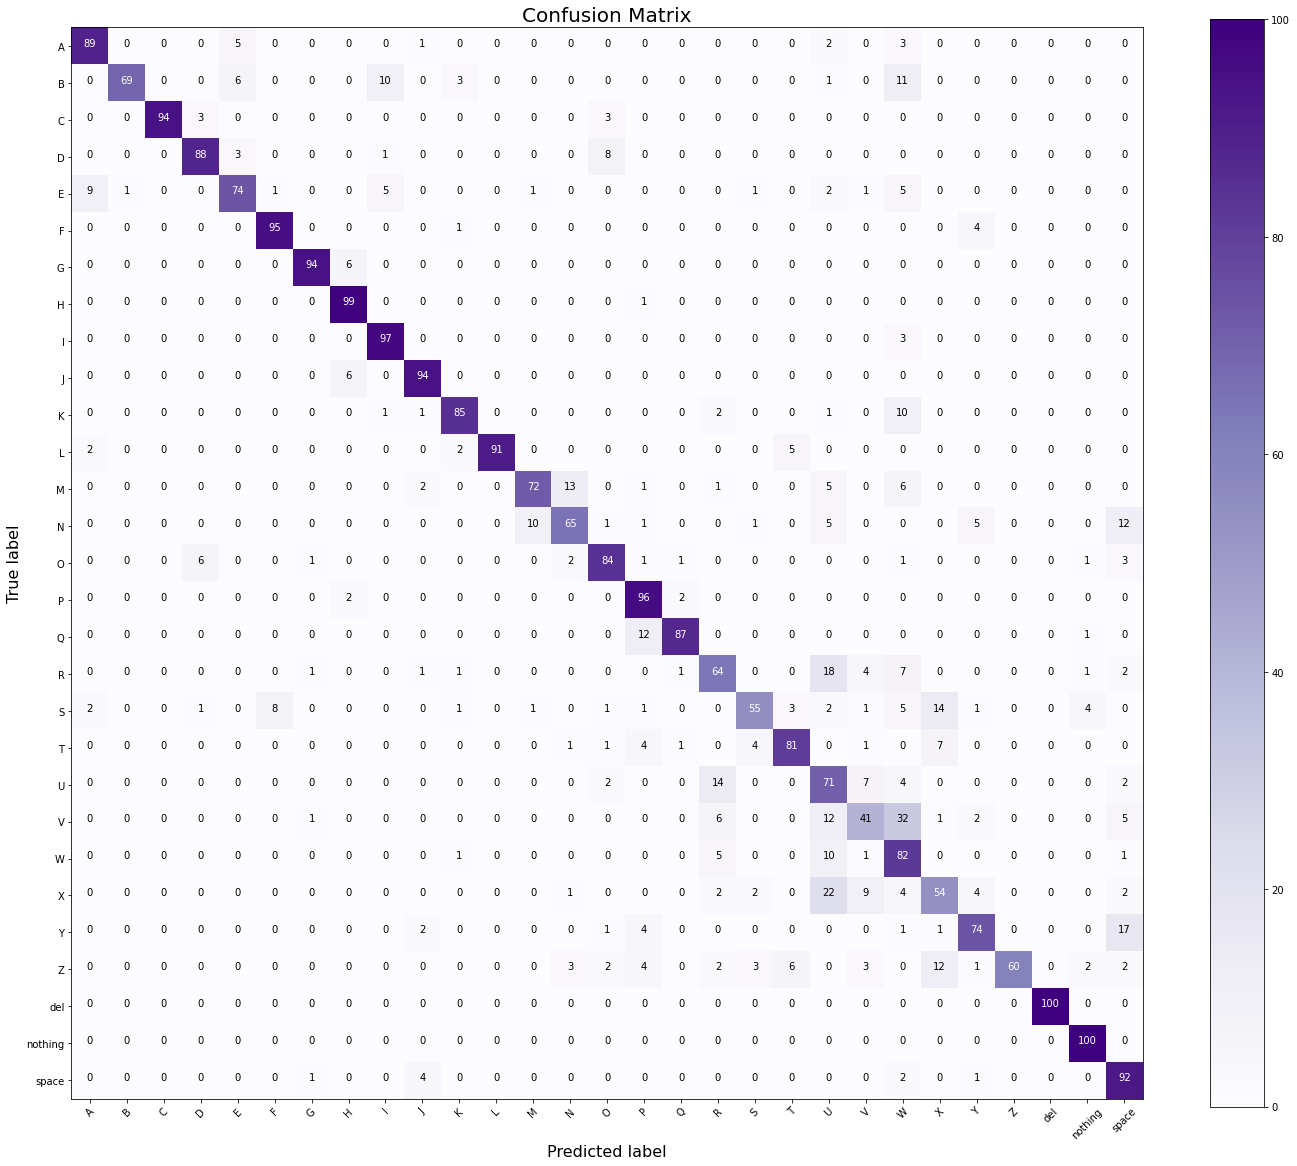 Confusion Matrix
A 89 0 0 0 5 0 0 0 0 1 0 0 0 0 0 0 0 0 0 0 2 0 3 0 0 0 0 0 0
B 0 69 0 0 6 0 0 0 10 0 3 0 0 0 0 0 0 0 0 0 1 0 11 0 0 0 0 0 0
C 0 0 94 3 0 0 0 0 0 0 0 0 0 0 3 0 0 0 0 0 0 0 0 0 0 0 0 0 0
D 0 0 0 88 3 0 0 0 1 0 0 0 0 0 8 0 0 0 0 0 0 0 0 0 0 0 0 0 0
E 9 1 0 0 74 1 0 0 5 0 0 0 1 0 0 0 0 0 1 0 2 1 5 0 0 0 0 0 0
F 0 0 0 0 0 95 0 0 0 0 1 0 0 0 0 0 0 0 0 0 0 0 0 0 4 0 0 0 0
G 0 0 0 0 0 0 94 6 0 0 0 0 0 0 0 0 0 0 0 0 0 0 0 0 0 0 0 0 0
H 0 0 0 0 0 0 0 99 0 0 0 0 0 0 0 1 0 0 0 0 0 0 0 0 0 0 0 0 0
I 0 0 0 0 0 0 0 0 97 0 0 0 0 0 0 0 0 0 0 0 0 0 3 0 0 0 0 0 0
J 0 0 0 0 0 0 0 6 0 94 0 0 0 0 0 0 0 0 0 0 0 0 0 0 0 0 0 0 0
K 0 0 0 0 0 0 0 0 1 1 85 0 0 0 0 0 0 2 0 0 1 0 10 0 0 0 0 0 0
L 2 0 0 0 0 0 0 0 0 0 2 91 0 0 0 0 0 0 0 5 0 0 0 0 0 0 0 0 0
M 0 0 0 0 0 0 0 0 0 2 0 0 72 13 0 1 0 1 0 0 5 0 6 0 0 0 0 0 0
N 0 0 0 0 0 0 0 0 0 0 0 0 10 65 1 1 0 0 1 0 5 0 0 0 5 0 0 0 12
O 0 0 0 6 0 0 1 0 0 0 0 0 0 2 84 1 1 0 0 0 0 0 1 0 0 0 0 1 3
P 0 0 0 0 0 0 0 2 0 0 0 0 0 0 0 96 2 0 0 0 0 0 0 0 0 0 0 0 0
Q 0 0 0 0 0 0 0 0 0 0 0 0 0 0 0 12 87 0 0 0 0 0 0 0 0 0 0 1 0
R 0 0 0 0 0 0 1 0 0 1 1 0 0 0 0 0 1 64 0 0 18 4 7 0 0 0 0 1 2
S 2 0 0 1 0 8 0 0 0 0 1 0 1 0 1 1 0 0 55 3 2 1 5 14 1 0 0 4 0
T 0 0 0 0 0 0 0 0 0 0 0 0 0 1 1 4 1 0 4 81 0 1 0 7 0 0 0 0 0
U 0 0 0 0 0 0 0 0 0 0 0 0 0 0 2 0 0 14 0 0 71 7 4 0 0 0 0 0 2
V 0 0 0 0 0 0 1 0 0 0 0 0 0 0 0 0 0 6 0 0 12 41 32 1 2 0 0 0 5
W 0 0 0 0 0 0 0 0 0 0 1 0 0 0 0 0 0 5 0 0 10 1 82 0 0 0 0 0 1
X 0 0 0 0 0 0 0 0 0 0 0 0 0 1 0 0 0 2 2 0 22 9 4 54 4 0 0 0 2
Y 0 0 0 0 0 0 0 0 0 2 0 0 0 0 1 4 0 0 0 0 0 0 1 1 74 0 0 0 17
Z 0 0 0 0 0 0 0 0 0 0 0 0 0 3 2 4 0 2 3 6 0 3 0 12 1 60 0 2 2
del 0 0 0 0 0 0 0 0 0 0 0 0 0 0 0 0 0 0 0 0 0 0 0 0 0 0 100 0 0
nothing 0 0 0 0 0 0 0 0 0 0 0 0 0 0 0 0 0 0 0 0 0 0 0 0 0 0 0 100 0
space 0 0 0 0 0 0 1 0 0 4 0 0 0 0 0 0 0 0 0 0 0 0 2 0 1 0 0 0 92
A B C D E F G H I J K L M N O P Q R S T U V W X Y Z del nothing space
Predicted label
True label
100
80
60
40
20
0